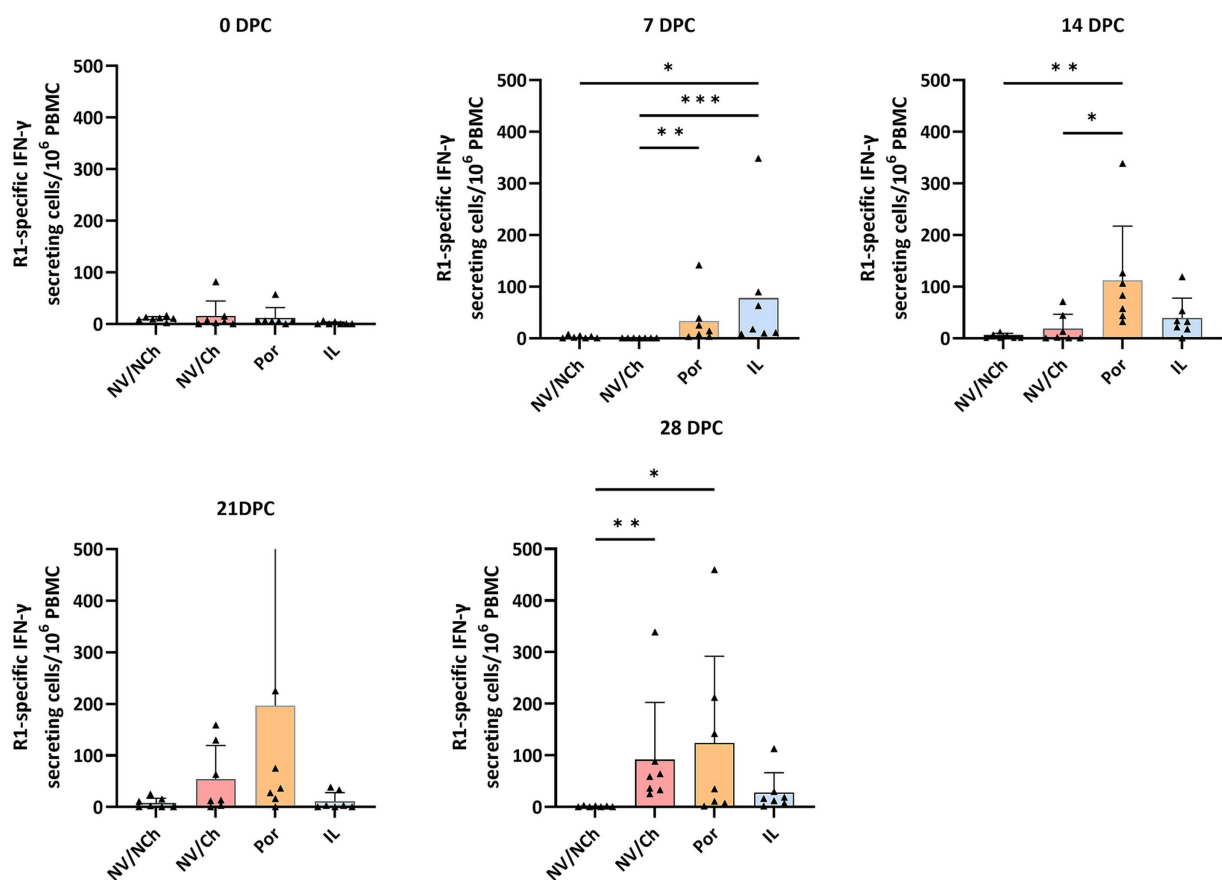 0 DPC
R1-specific IFN-γ
secreting cells/10⁶ PBMC
500
400
300
200
100
0
NV/NCh
NV/Ch
Por
IL
7 DPC
R1-specific IFN-γ
secreting cells/10⁶ PBMC
500
400
300
200
100
0
*
***
**
NV/NCh
NV/Ch
Por
IL
14 DPC
R1-specific IFN-γ
secreting cells/10⁶ PBMC
500
400
300
200
100
0
**
*
NV/NCh
NV/Ch
Por
IL
21DPC
R1-specific IFN-γ
secreting cells/10⁶ PBMC
500
400
300
200
100
0
NV/NCh
NV/Ch
Por
IL
28 DPC
R1-specific IFN-γ
secreting cells/10⁶ PBMC
500
400
300
200
100
0
*
**
NV/NCh
NV/Ch
Por
IL